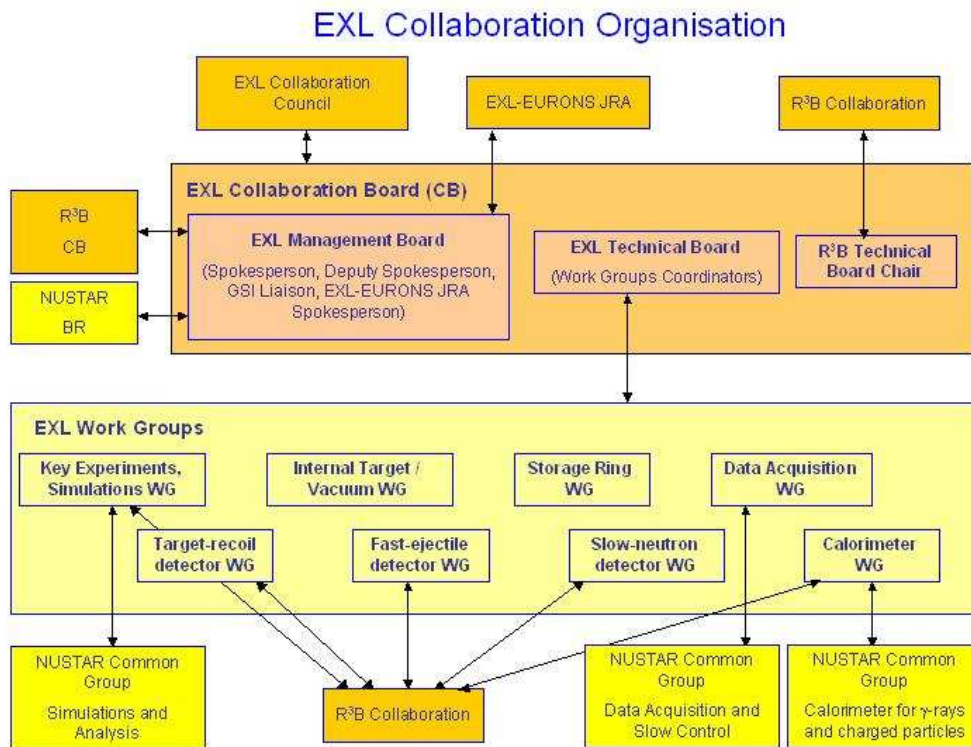 EXL Collaboration Organisation
EXL Collaboration
Council
EXL-EURONS JRA
R³B Collaboration
EXL Collaboration Board (CB)
R³B
CB
NUSTAR
BR
EXL Management Board
(Spokesperson, Deputy Spokesperson,
GSI Liaison, EXL-EURONS JRA
Spokesperson)
EXL Technical Board
(Work Groups Coordinators)
R³B Technical
Board Chair
EXL Work Groups
Key Experiments,
Simulations WG
Internal Target /
Vacuum WG
Storage Ring
WG
Data Acquisition
WG
Target-recoil
detector WG
Fast-ejectile
detector WG
Slow-neutron
detector WG
Calorimeter
WG
NUSTAR Common
Group
Simulations and
Analysis
R³B Collaboration
NUSTAR Common
Group
Data Acquisition and
Slow Control
NUSTAR Common
Group
Calorimeter for γ-rays
and charged particles